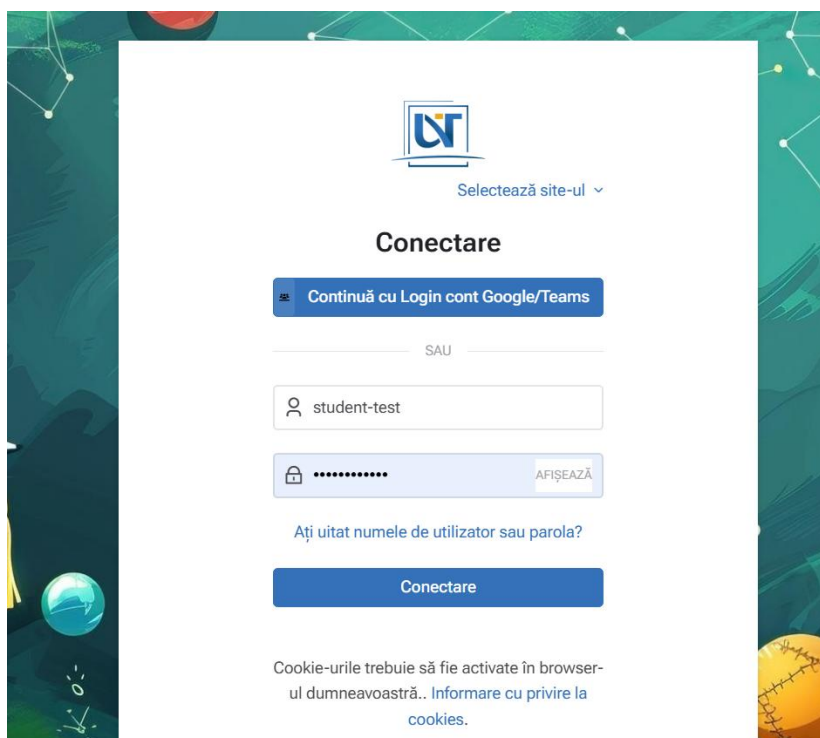 UVT
Selectează site-ul
Conectare
Continuă cu Login cont Google/Teams
SAU
student-test
••••••••••••
AFIȘEAZĂ
Ați uitat numele de utilizator sau parola?
Conectare
Cookie-urile trebuie să fie activate în browser-
ul dumneavoastră.. Informare cu privire la
cookies.